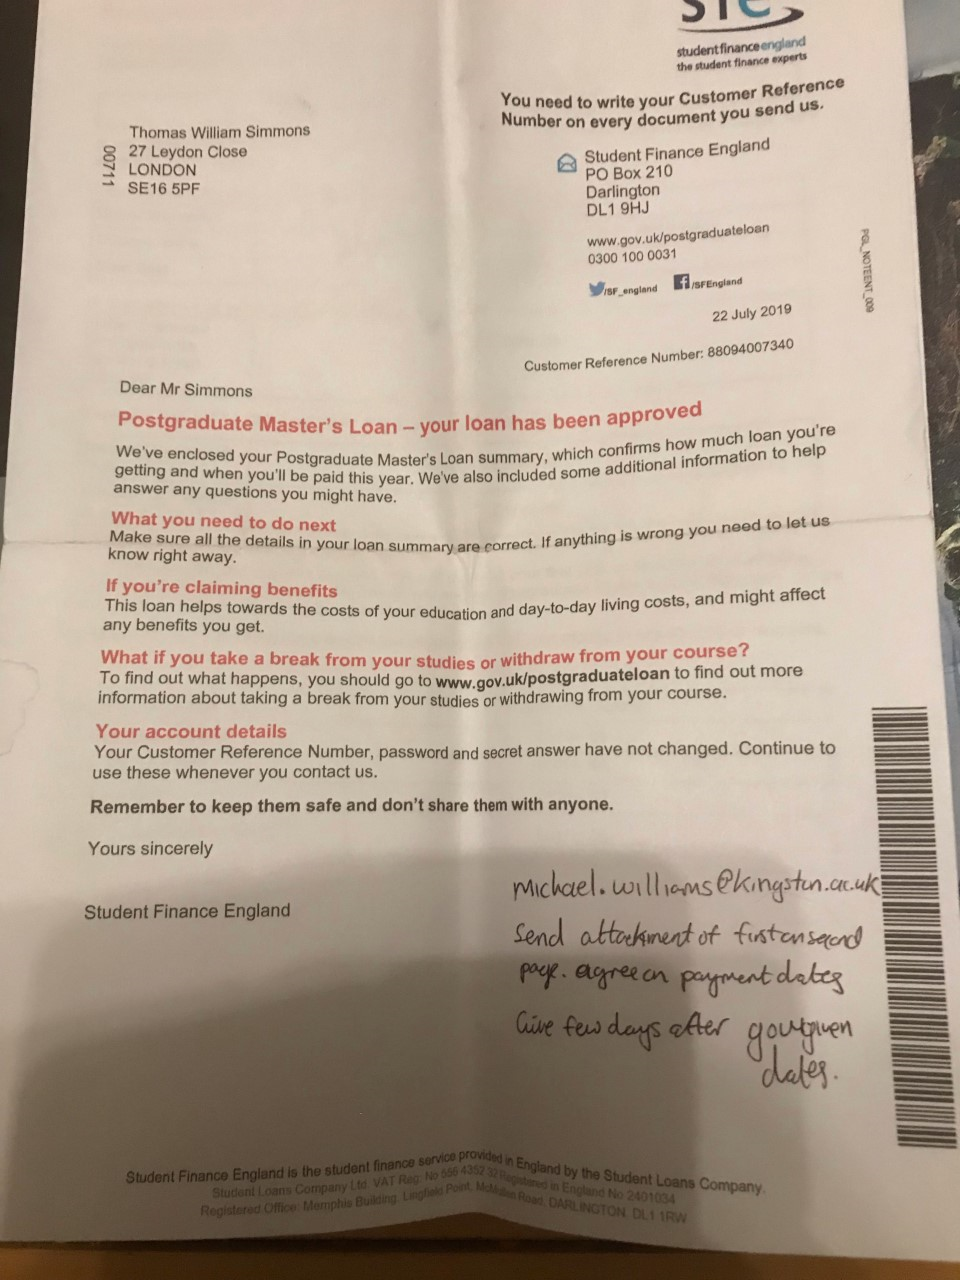 sfe
studentfinanceengland
the student finance experts
You need to write your Customer Reference
Number on every document you send us.
Thomas William Simmons
27 Leydon Close
LONDON
SE16 5PF
00711
Student Finance England
PO Box 210
Darlington
DL1 9HJ
www.gov.uk/postgraduateloan
0300 100 0031
/SF_england /SFEngland
PGL_NOTEENT_009
22 July 2019
Customer Reference Number: 88094007340
Dear Mr Simmons
Postgraduate Master's Loan – your loan has been approved
We've enclosed your Postgraduate Master's Loan summary, which confirms how much loan you're
getting and when you'll be paid this year. We've also included some additional information to help
answer any questions you might have.
What you need to do next
Make sure all the details in your loan summary are correct. If anything is wrong you need to let us
know right away.
If you're claiming benefits
This loan helps towards the costs of your education and day-to-day living costs, and might affect
any benefits you get.
What if you take a break from your studies or withdraw from your course?
To find out what happens, you should go to www.gov.uk/postgraduateloan to find out more
information about taking a break from your studies or withdrawing from your course.
Your account details
Your Customer Reference Number, password and secret answer have not changed. Continue to
use these whenever you contact us.
Remember to keep them safe and don't share them with anyone.
Yours sincerely
Student Finance England
michael.williams@kingston.ac.uk
Send attachment of first on second
page. agree on payment dates
Give few days after gov given
dates.
Student Finance England is the student finance service provided in England by the Student Loans Company.
Student Loans Company Ltd. VAT Reg. No 556 4352 32 Registered in England No 2401034
Registered Office: Memphis Building, Lingfield Point, McMullen Road, DARLINGTON, DL1 1RW